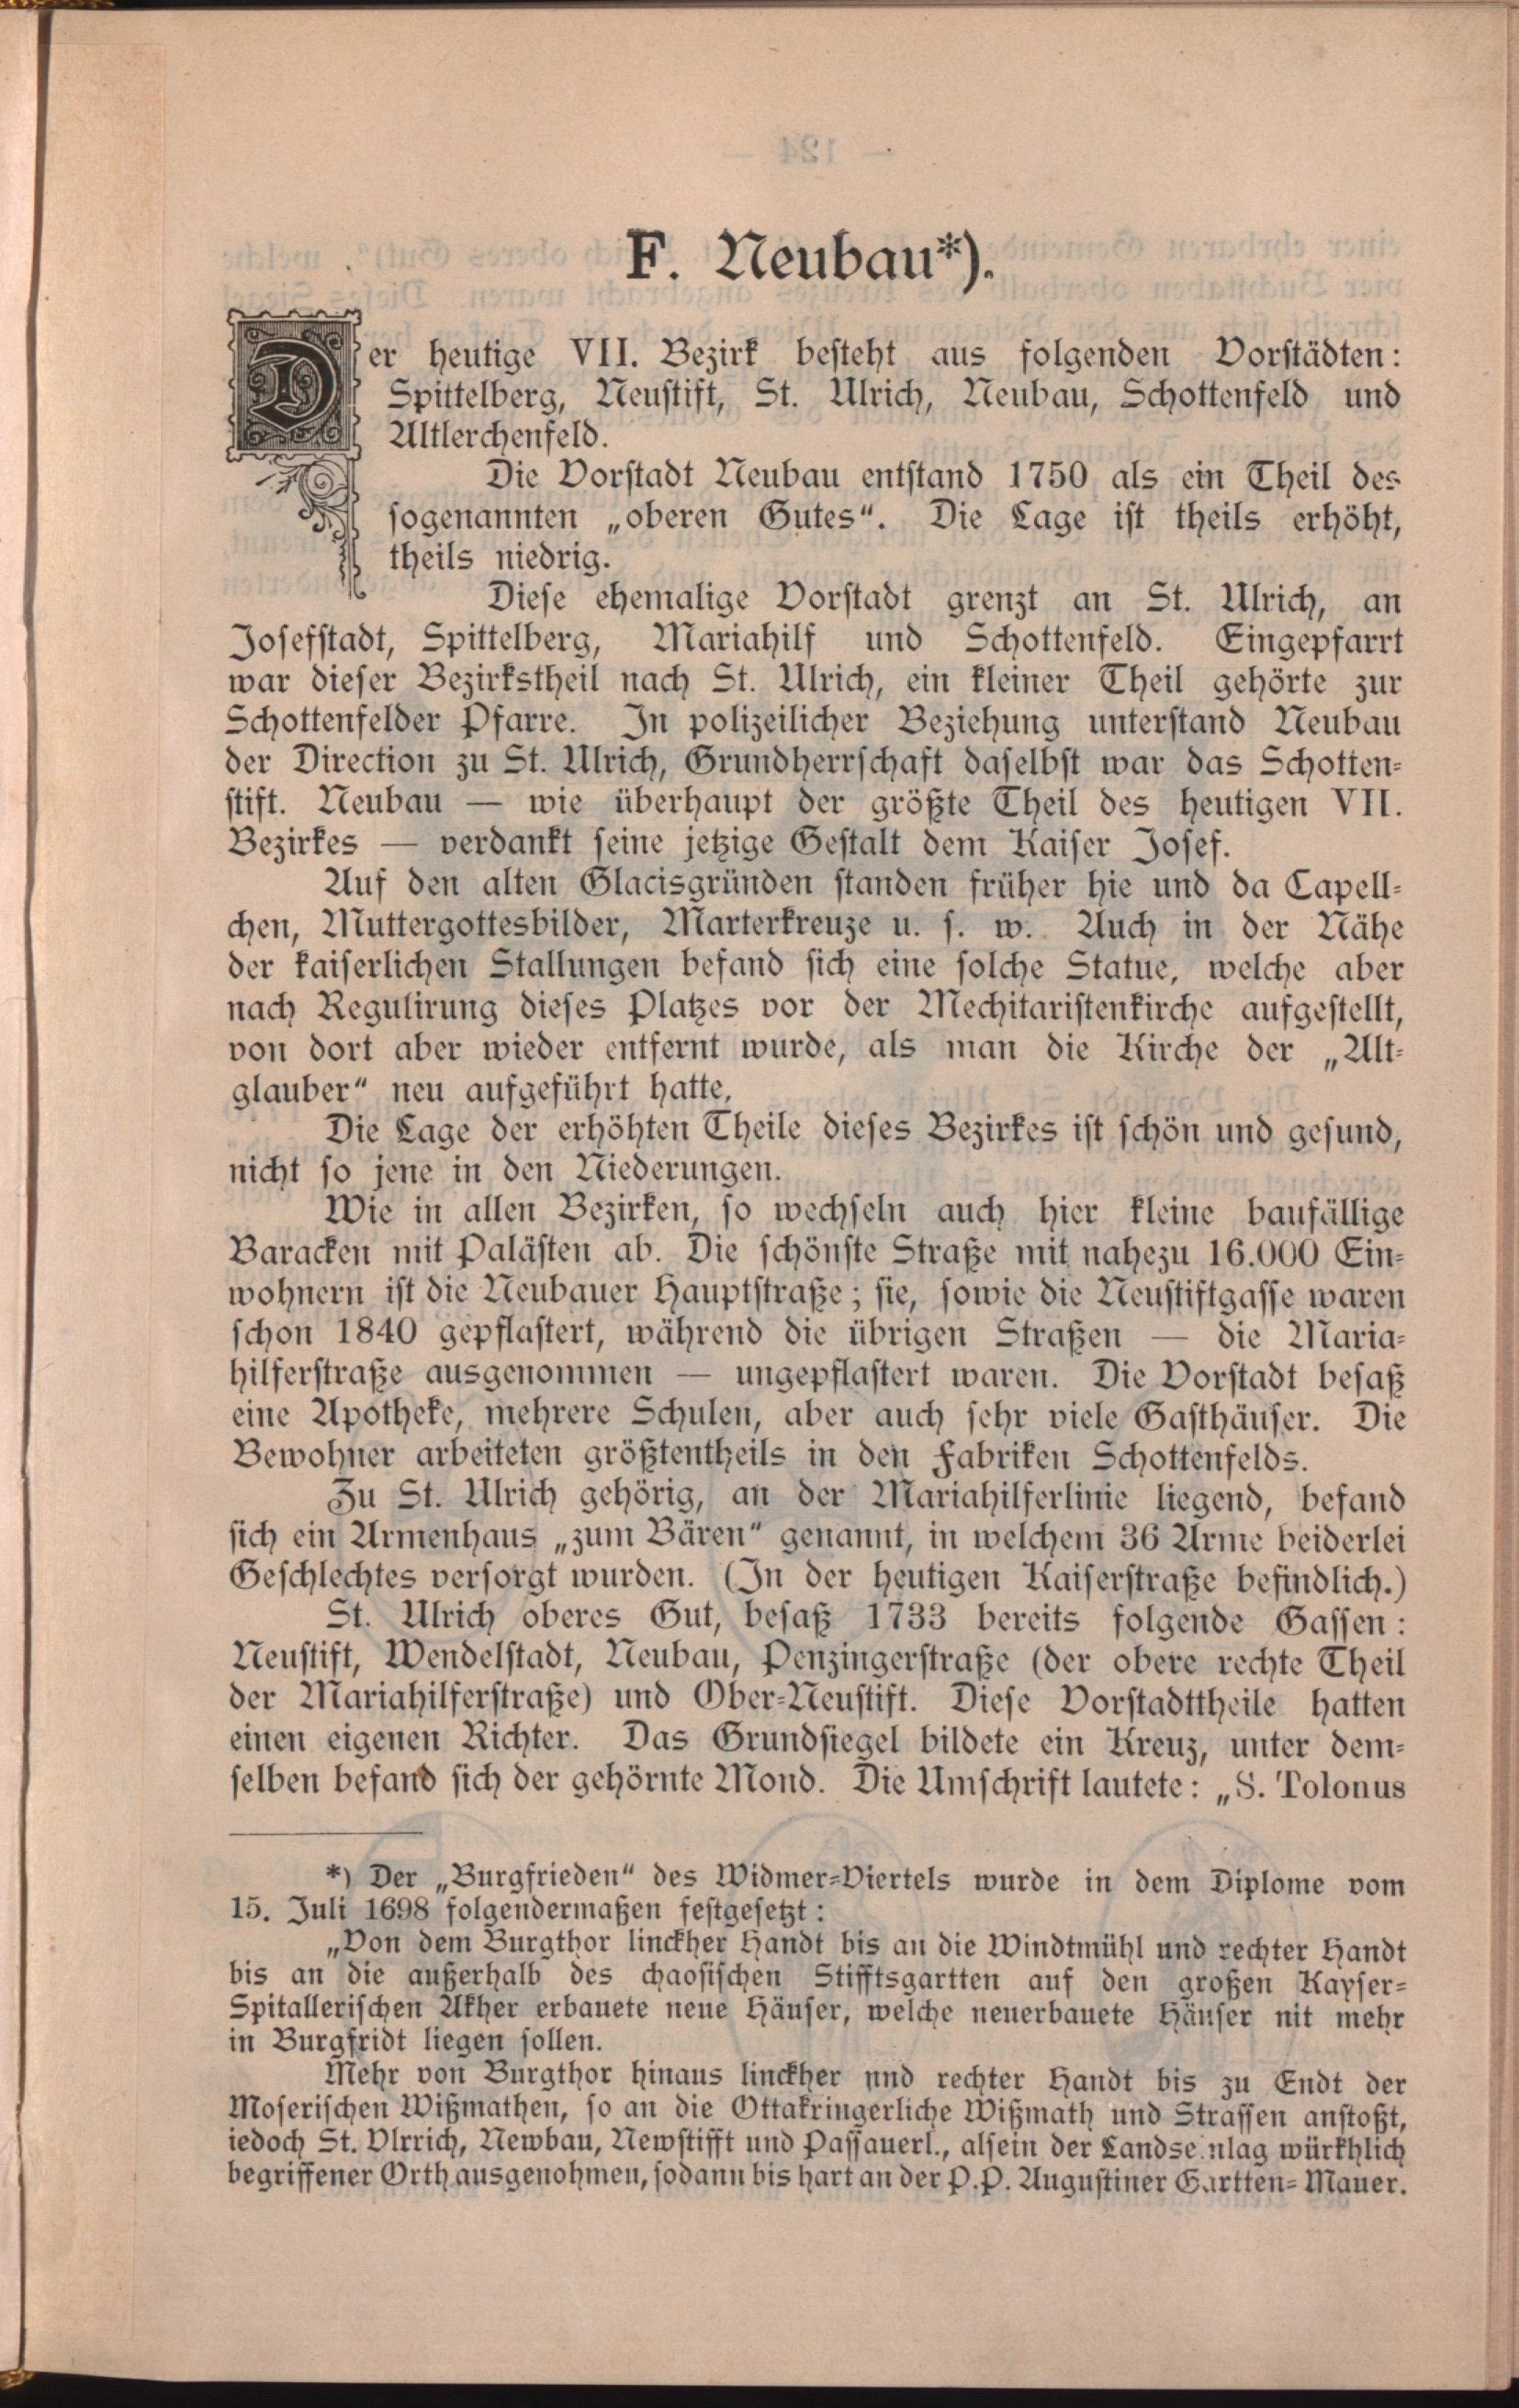 F. Neubau*).
Der heutige VII. Bezirk besteht aus folgenden Vorstädten:
Spittelberg, Neustift, St. Ulrich, Neubau, Schottenfeld und
Altlerchenfeld.
Die Vorstadt Neubau entstand 1750 als ein Theil des
sogenannten „oberen Gutes“. Die Lage ist theils erhöht,
theils niedrig.
Diese ehemalige Vorstadt grenzt an St. Ulrich, an
Josefstadt, Spittelberg, Mariahilf und Schottenfeld. Eingepfarrt
war dieser Bezirkstheil nach St. Ulrich, ein kleiner Theil gehörte zur
Schottenfelder Pfarre. In polizeilicher Beziehung unterstand Neubau
der Direction zu St. Ulrich, Grundherrschaft daselbst war das Schotten-
stift. Neubau — wie überhaupt der größte Theil des heutigen VII.
Bezirkes — verdankt seine jetzige Gestalt dem Kaiser Josef.
Auf den alten Glacisgründen standen früher hie und da Capell-
chen, Muttergottesbilder, Marterkreuze u. s. w. Auch in der Nähe
der kaiserlichen Stallungen befand sich eine solche Statue, welche aber
nach Regulirung dieses Platzes vor der Mechitaristenkirche aufgestellt,
von dort aber wieder entfernt wurde, als man die Kirche der „Alt-
glauber“ neu aufgeführt hatte.
Die Lage der erhöhten Theile dieses Bezirkes ist schön und gesund,
nicht so jene in den Niederungen.
Wie in allen Bezirken, so wechseln auch hier kleine baufällige
Baracken mit Palästen ab. Die schönste Straße mit nahezu 16.000 Ein-
wohnern ist die Neubauer Hauptstraße; sie, sowie die Neustiftgasse waren
schon 1840 gepflastert, während die übrigen Straßen — die Maria-
hilferstraße ausgenommen — ungepflastert waren. Die Vorstadt besaß
eine Apotheke, mehrere Schulen, aber auch sehr viele Gasthäuser. Die
Bewohner arbeiteten größtentheils in den Fabriken Schottenfelds.
Zu St. Ulrich gehörig, an der Mariahilferlinie liegend, befand
sich ein Armenhaus „zum Bären“ genannt, in welchem 36 Arme beiderlei
Geschlechtes versorgt wurden. (In der heutigen Kaiserstraße befindlich.)
St. Ulrich oberes Gut, besaß 1733 bereits folgende Gassen:
Neustift, Wendelstadt, Neubau, Penzingerstraße (der obere rechte Theil
der Mariahilferstraße) und Ober-Neustift. Diese Vorstadttheile hatten
einen eigenen Richter. Das Grundsiegel bildete ein Kreuz, unter dem-
selben befand sich der gehörnte Mond. Die Umschrift lautete: „S. Tolonus
*) Der „Burgfrieden“ des Widmer-Viertels wurde in dem Diplome vom
15. Juli 1698 folgendermaßen festgesetzt:
„Von dem Burgthor linckher Handt bis an die Windtmühl und rechter Handt
bis an die außerhalb des chaosischen Stifftsgartten auf den großen Kayser-
Spitallerischen Akher erbauete neue Häuser, welche neuerbauete Häuser nit mehr
in Burgfridt liegen sollen.
Mehr von Burgthor hinaus linckher und rechter Handt bis zu Endt der
Moserischen Wißmathen, so an die Ottakringerliche Wißmath und Strassen anstoßt,
iedoch St. Vlrrich, Newbau, Newstifft und Passauerl., alsein der Landseinlag würkhlich
begriffener Orth ausgenohmen, sodann bis hart an der P.P. Augustiner Gartten-Mauer.